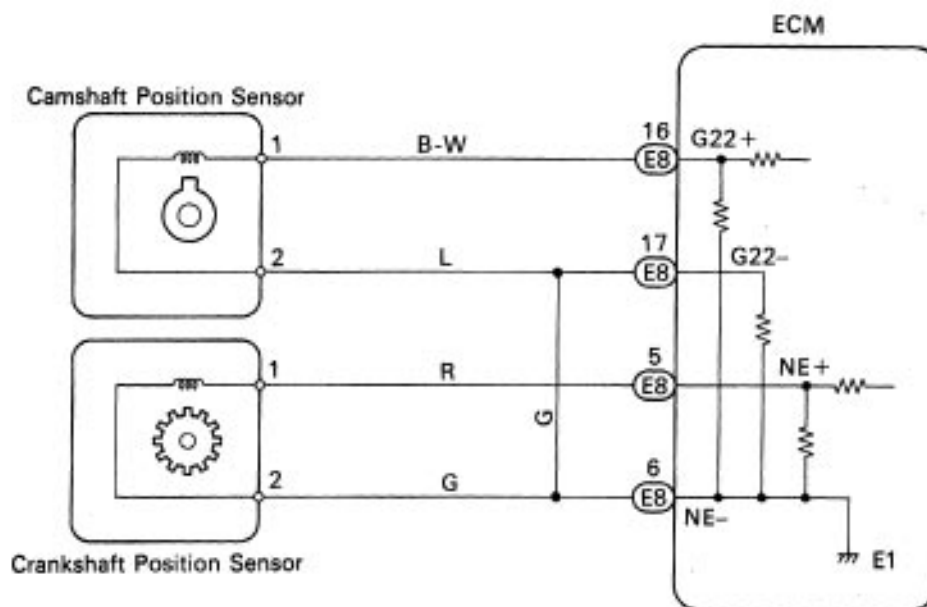 ECM
Camshaft Position Sensor
1
B-W
16
E8
G22+
2
L
17
E8
G22−
1
R
5
E8
NE+
G
2
G
6
E8
NE−
E1
Crankshaft Position Sensor